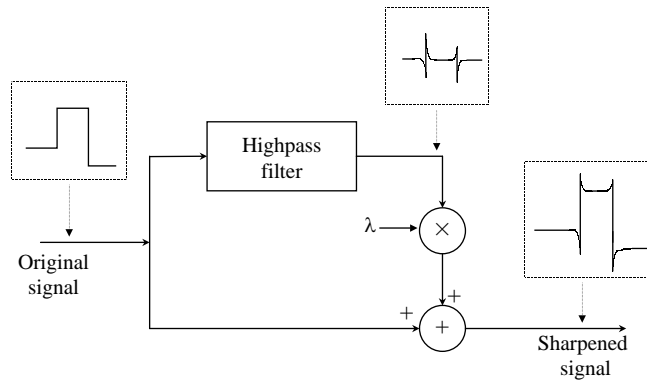 Highpass
filter
λ
×
Original
signal
+
+
+
Sharpened
signal